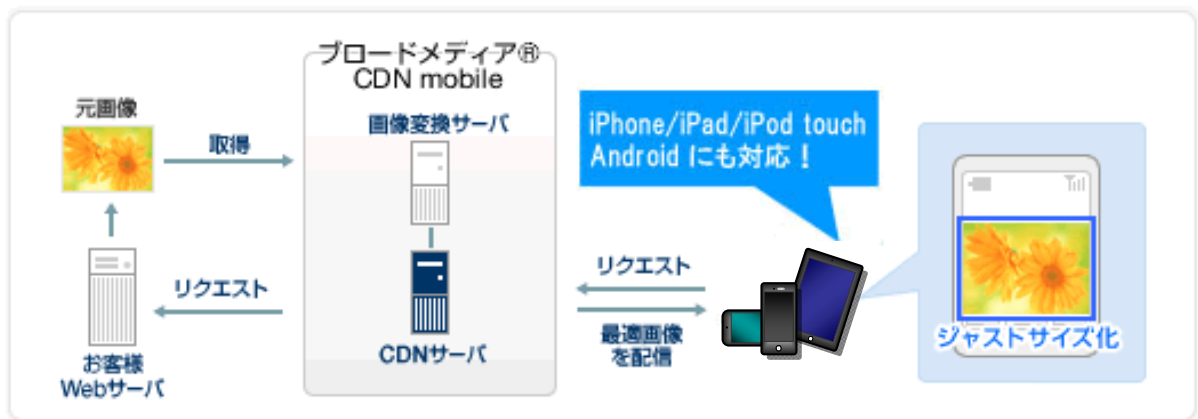 ブロードメディア®
CDN mobile
元画像
取得
画像変換サーバ
iPhone/iPad/iPod touch
Android にも対応！
リクエスト
リクエスト
最適画像
を配信
CDNサーバ
お客様
Webサーバ
ジャストサイズ化